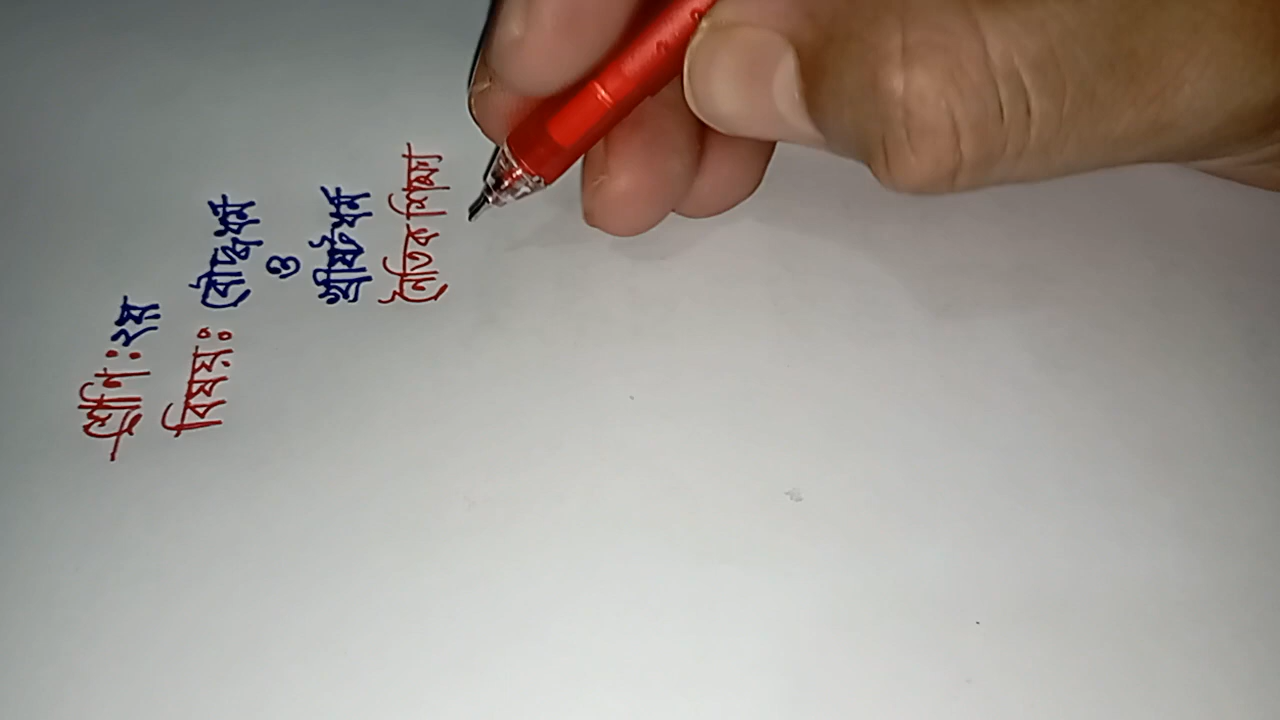 শ্রেণি : ২য়
বিষয়ঃ বৌদ্ধধর্ম
ও
খ্রীষ্টধর্ম
নৈতিক শিক্ষা